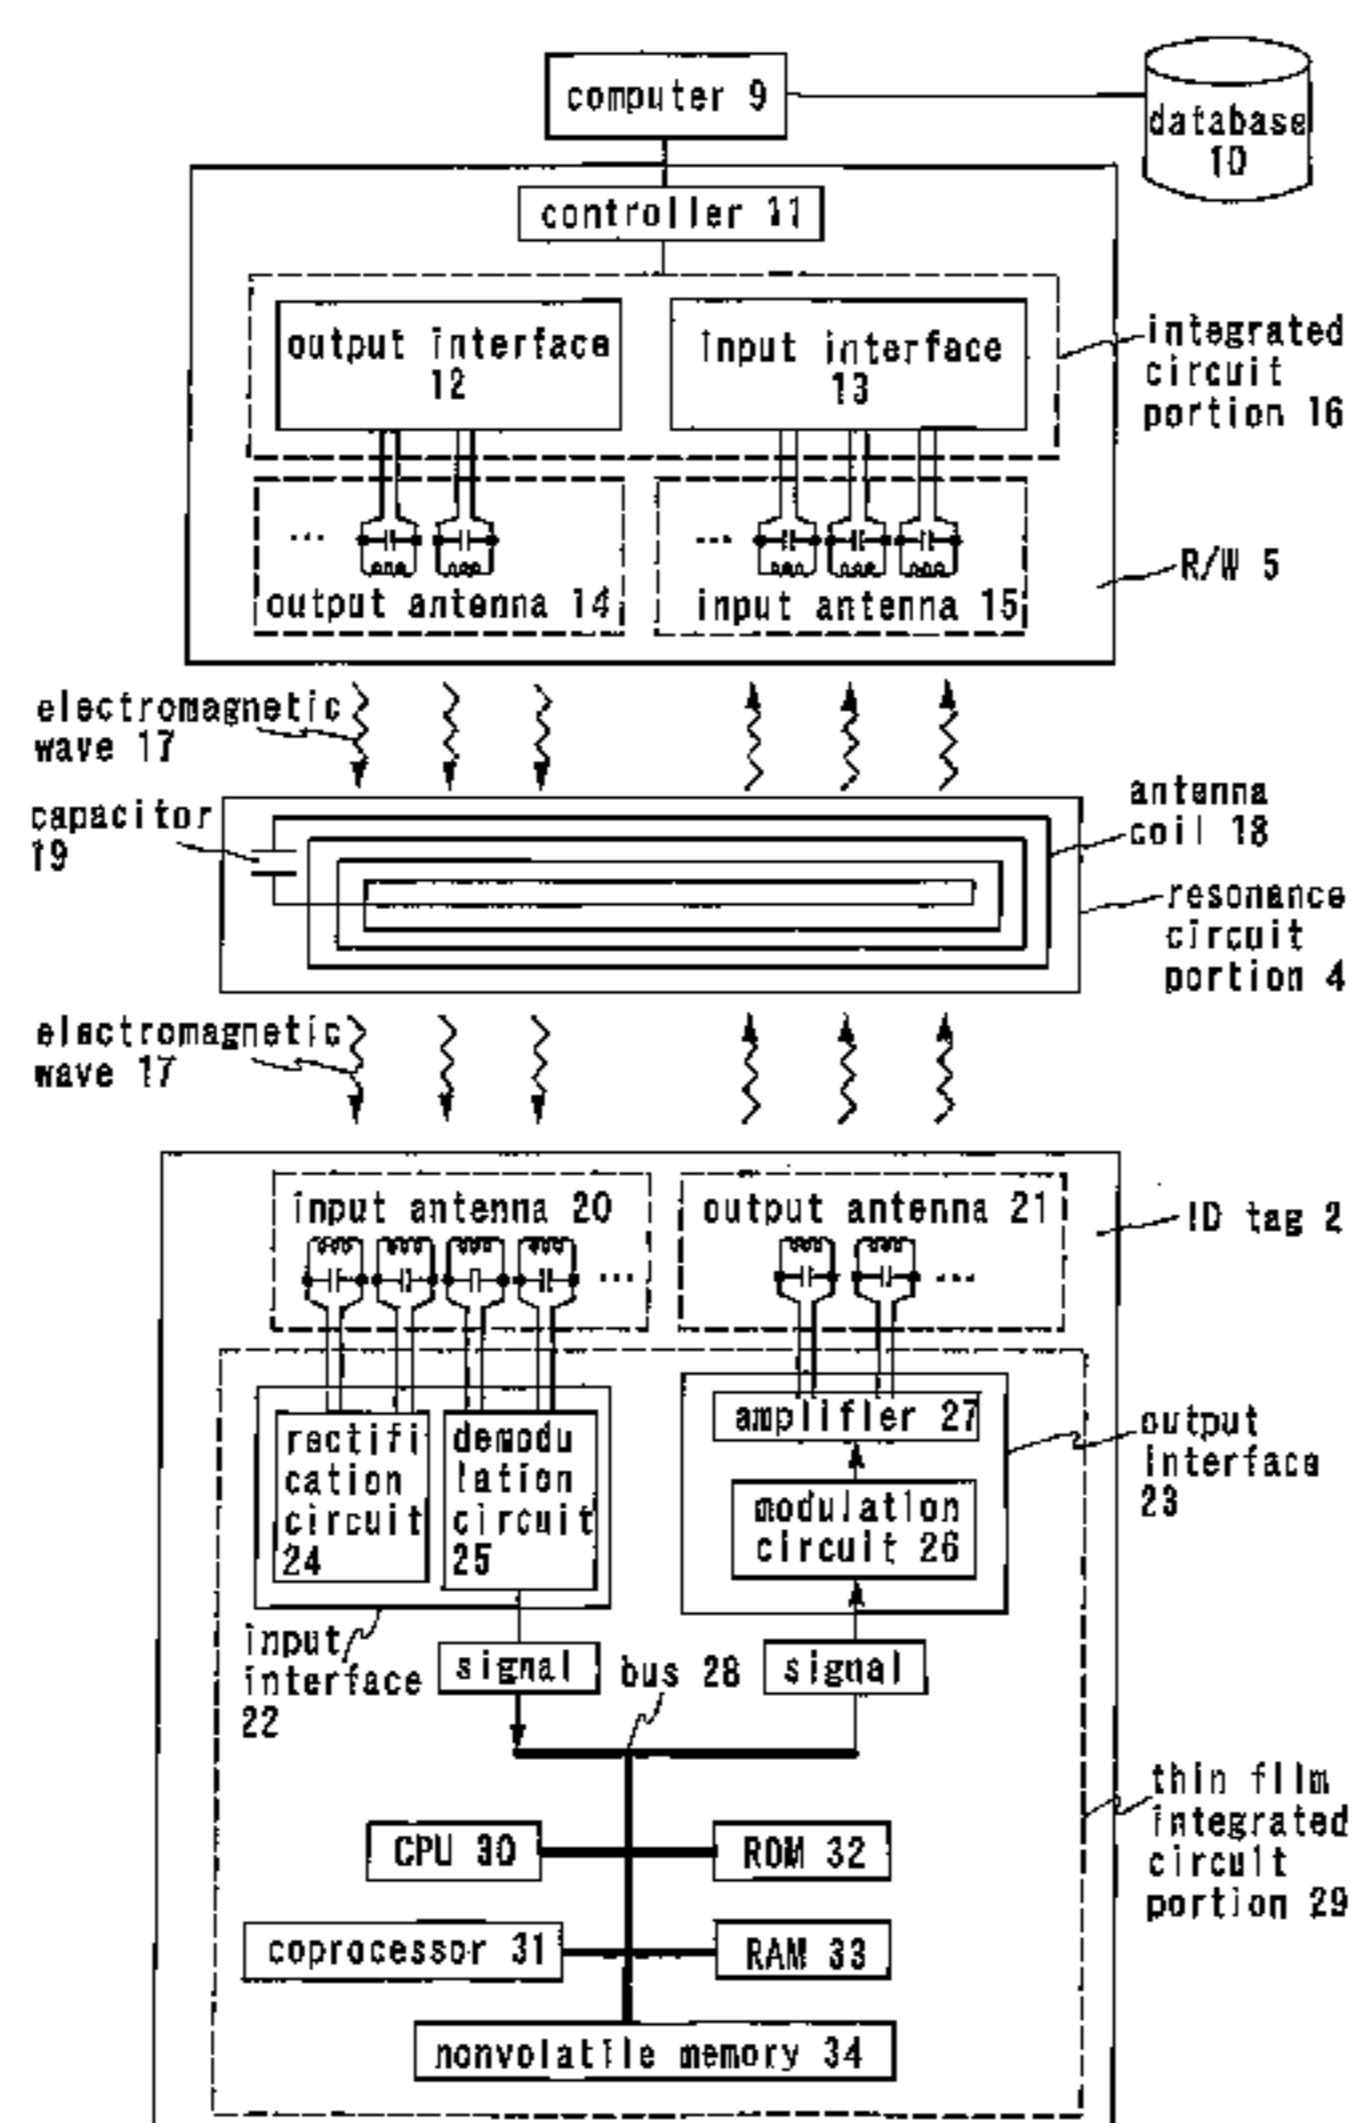 computer 9
database
10
controller 11
output interface
12
input interface
13
integrated
circuit
portion 16
...
...
output antenna 14
input antenna 15
R/W 5
electromagnetic
wave 17
capacitor
19
antenna
coil 18
resonance
circuit
portion 4
electromagnetic
wave 17
input antenna 20
output antenna 21
ID tag 2
...
...
rectifi
cation
circuit
24
demodu
lation
circuit
25
amplifier 27
modulation
circuit 26
output
interface
23
input
interface
22
signal
bus 28
signal
thin film
integrated
circuit
portion 29
CPU 30
ROM 32
coprocessor 31
RAM 33
nonvolatile memory 34